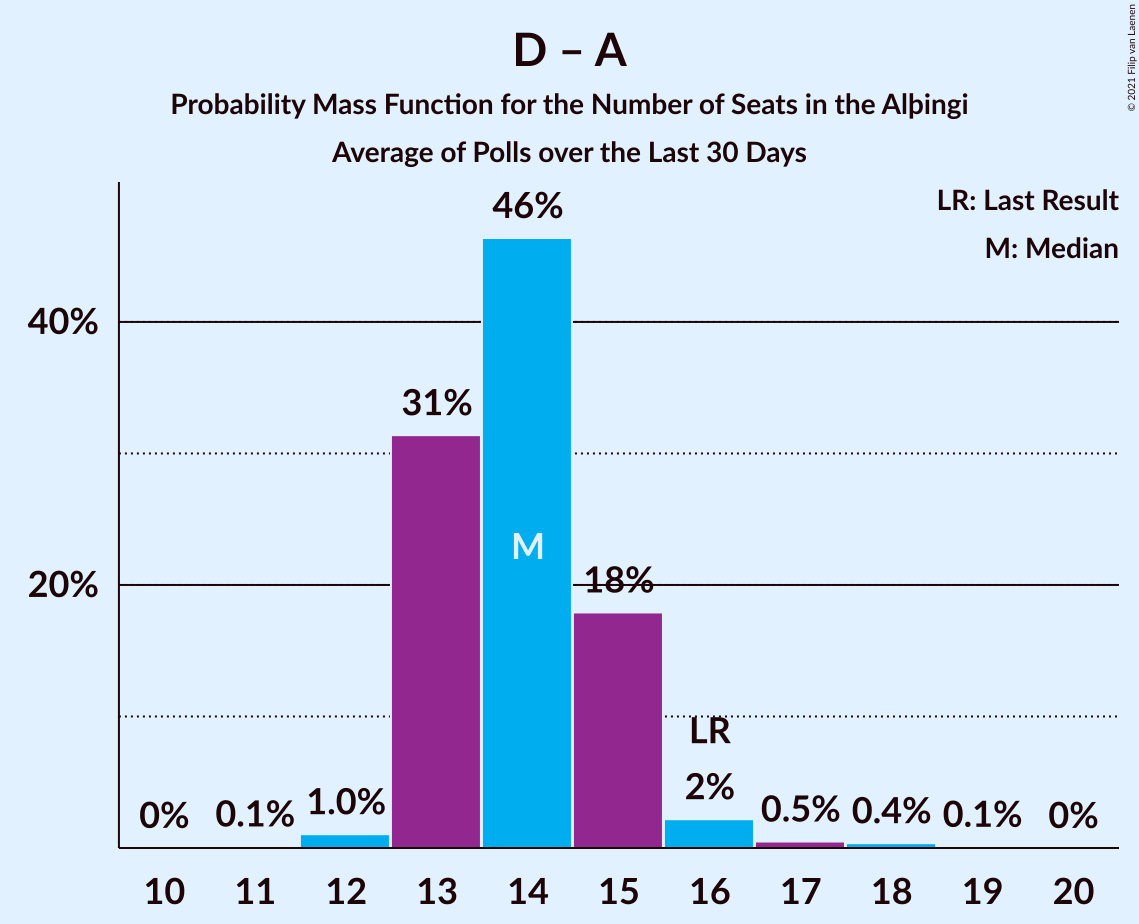 D – A
Probability Mass Function for the Number of Seats in the Alþingi
Average of Polls over the Last 30 Days
© 2021 Filip van Laenen
LR: Last Result
M: Median
40%
20%
0%
0.1%
1.0%
31%
46%
M
18%
LR
2%
0.5%
0.4%
0.1%
0%
10 11 12 13 14 15 16 17 18 19 20